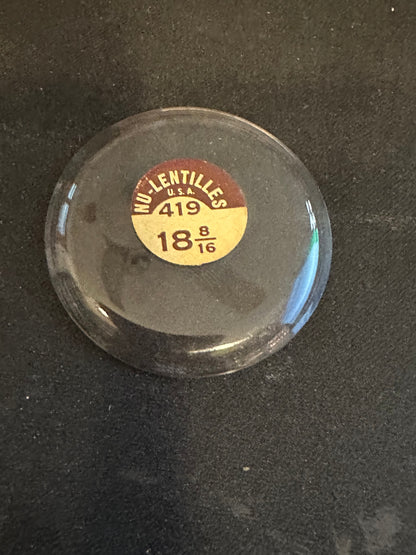 NU-LENTILLES
U.S.A.
419
18 8/16